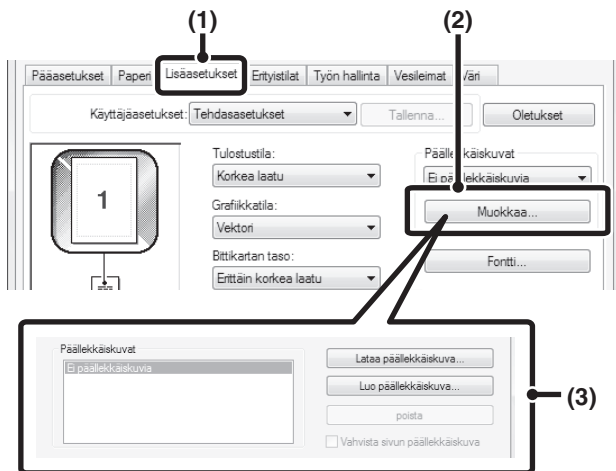 (1)
(2)
Pääasetukset Paperi Lisäasetukset Erityistilat Työn hallinta Vesileimat Väri
Käyttäjäasetukset: Tehdasasetukset Tallenna... Oletukset
Tulostustila: Päällekkäiskuvat
Korkea laatu Ei päällekkäiskuvia
1
Grafiikkatila: Muokkaa...
Vektori
Bittikartan taso: Fontti...
Erittäin korkea laatu
Päällekkäiskuvat
Ei päällekkäiskuvia
Lataa päällekkäiskuva...
Luo päällekkäiskuva...
poista
Vahvista sivun päällekkäiskuva
(3)